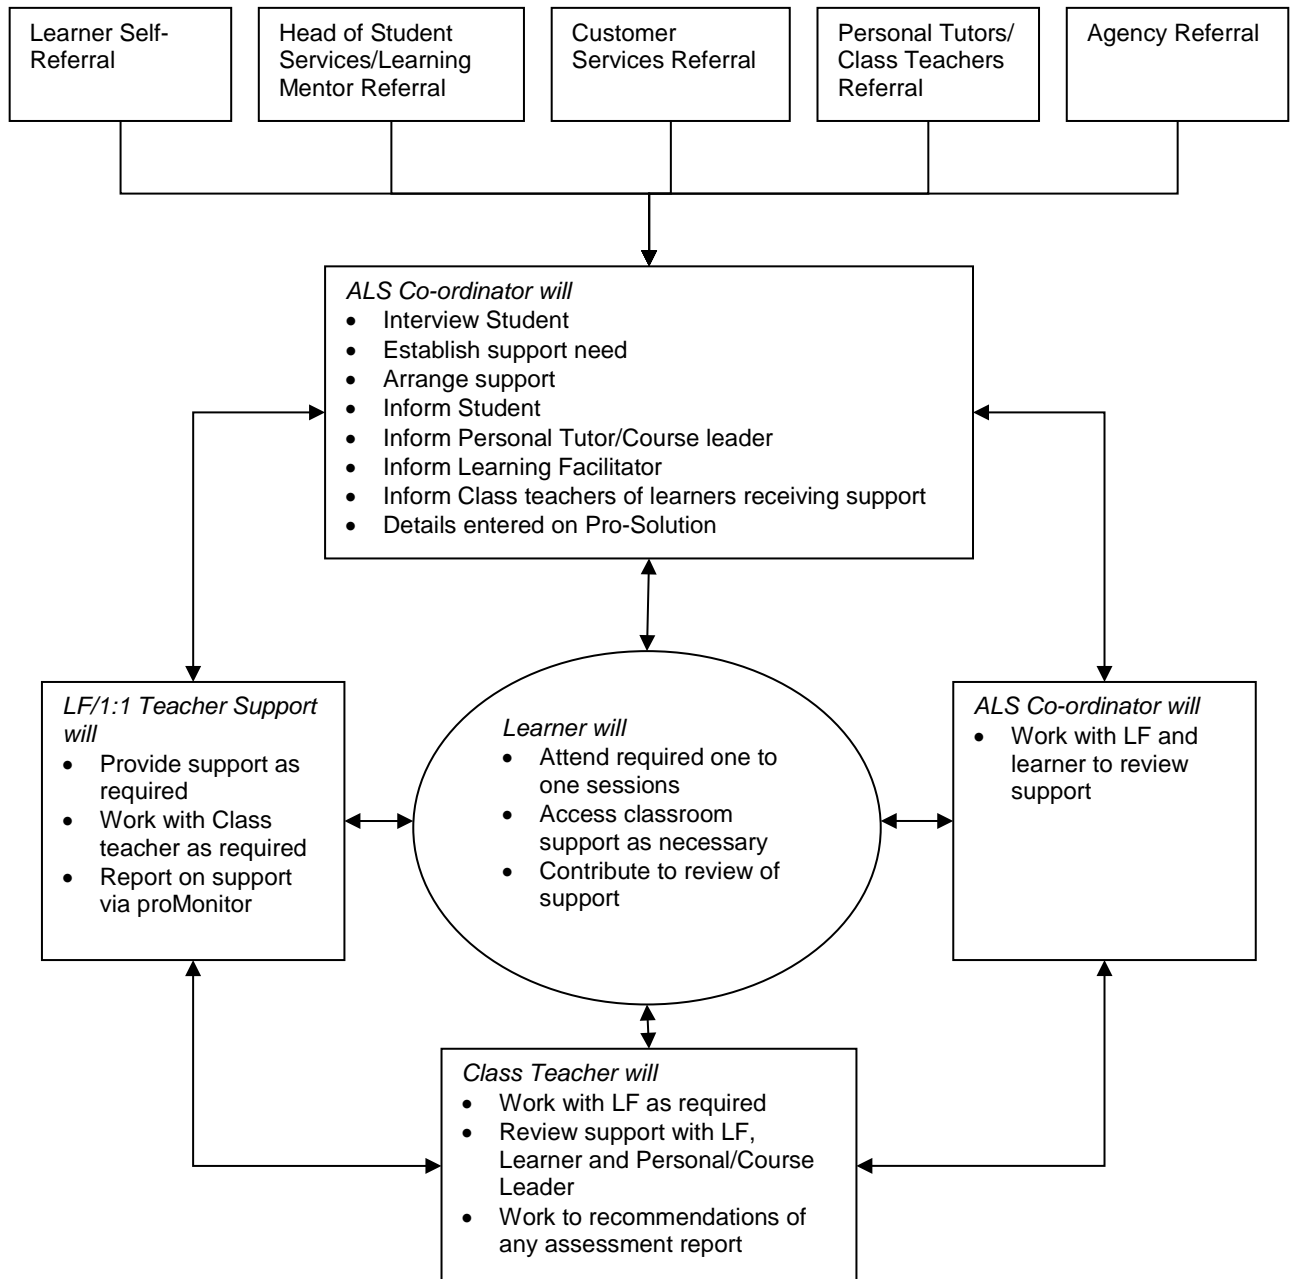 Learner Self-
Referral
Head of Student
Services/Learning
Mentor Referral
Customer
Services Referral
Personal Tutors/
Class Teachers
Referral
Agency Referral
ALS Co-ordinator will
• Interview Student
• Establish support need
• Arrange support
• Inform Student
• Inform Personal Tutor/Course leader
• Inform Learning Facilitator
• Inform Class teachers of learners receiving support
• Details entered on Pro-Solution
LF/1:1 Teacher Support
will
• Provide support as
required
• Work with Class
teacher as required
• Report on support
via proMonitor
Learner will
• Attend required one to
one sessions
• Access classroom
support as necessary
• Contribute to review of
support
ALS Co-ordinator will
• Work with LF and
learner to review
support
Class Teacher will
• Work with LF as required
• Review support with LF,
Learner and Personal/Course
Leader
• Work to recommendations of
any assessment report